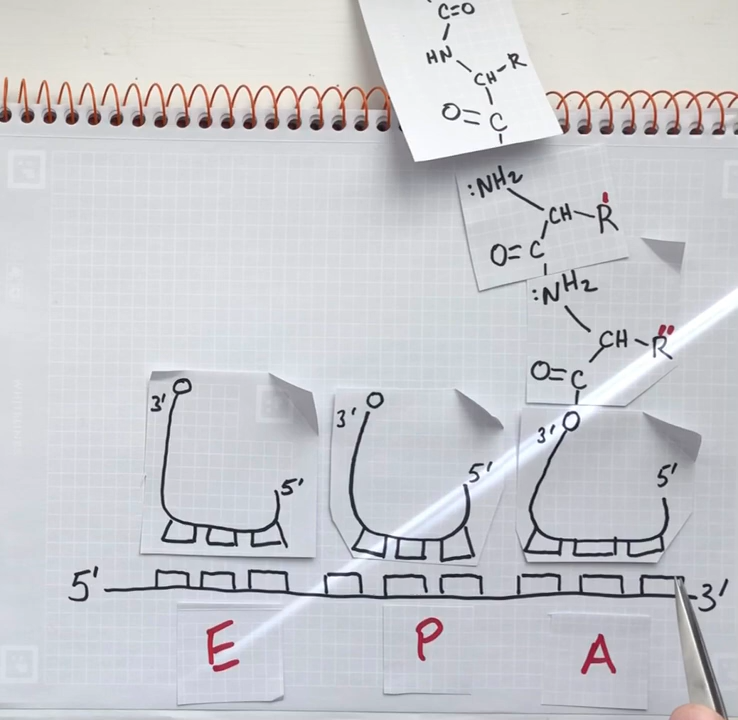 C=O
HN
CH-R
O=C
:NH2
CH-R'
O=C
:NH2
CH-R''
O=C
3' O
5'
3' O
5'
3' O
5'
5'
3'
E
P
A